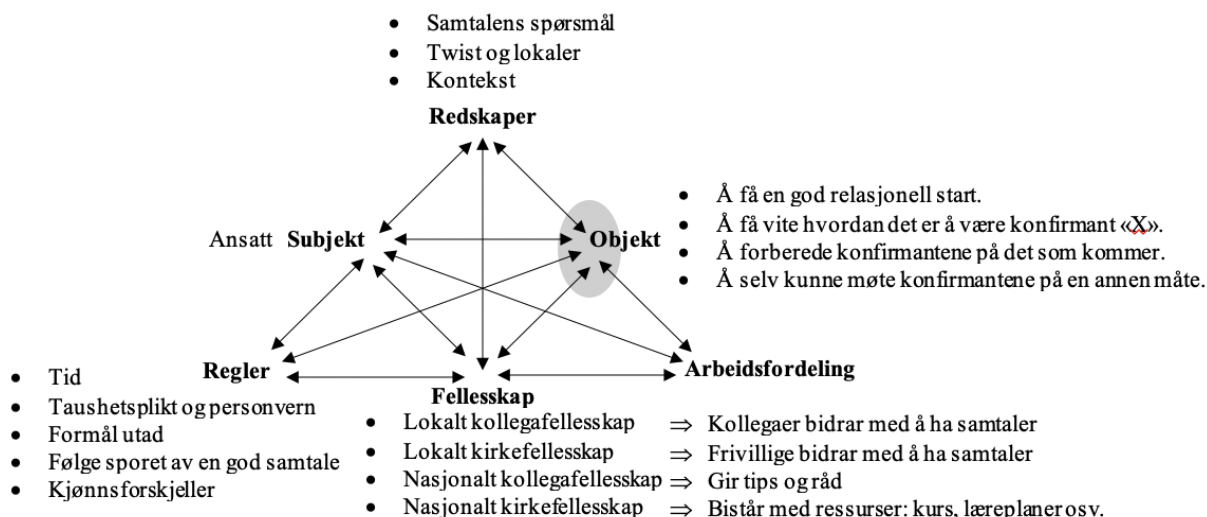 • Samtalens spørsmål
• Twist og lokaler
• Kontekst
Redskaper
Ansatt Subjekt
Objekt
• Å få en god relasjonell start.
• Å få vite hvordan det er å være konfirmant «X».
• Å forberede konfirmantene på det som kommer.
• Å selv kunne møte konfirmantene på en annen måte.
Regler
• Tid
• Taushetsplikt og personvern
• Formål utad
• Følge sporet av en god samtale
• Kjønnsforskjeller
Fellesskap
Arbeidsfordeling
• Lokalt kollegafellesskap ⇒ Kollegaer bidrar med å ha samtaler
• Lokalt kirkefellesskap ⇒ Frivillige bidrar med å ha samtaler
• Nasjonalt kollegafellesskap ⇒ Gir tips og råd
• Nasjonalt kirkefellesskap ⇒ Bistår med ressurser: kurs, læreplaner osv.